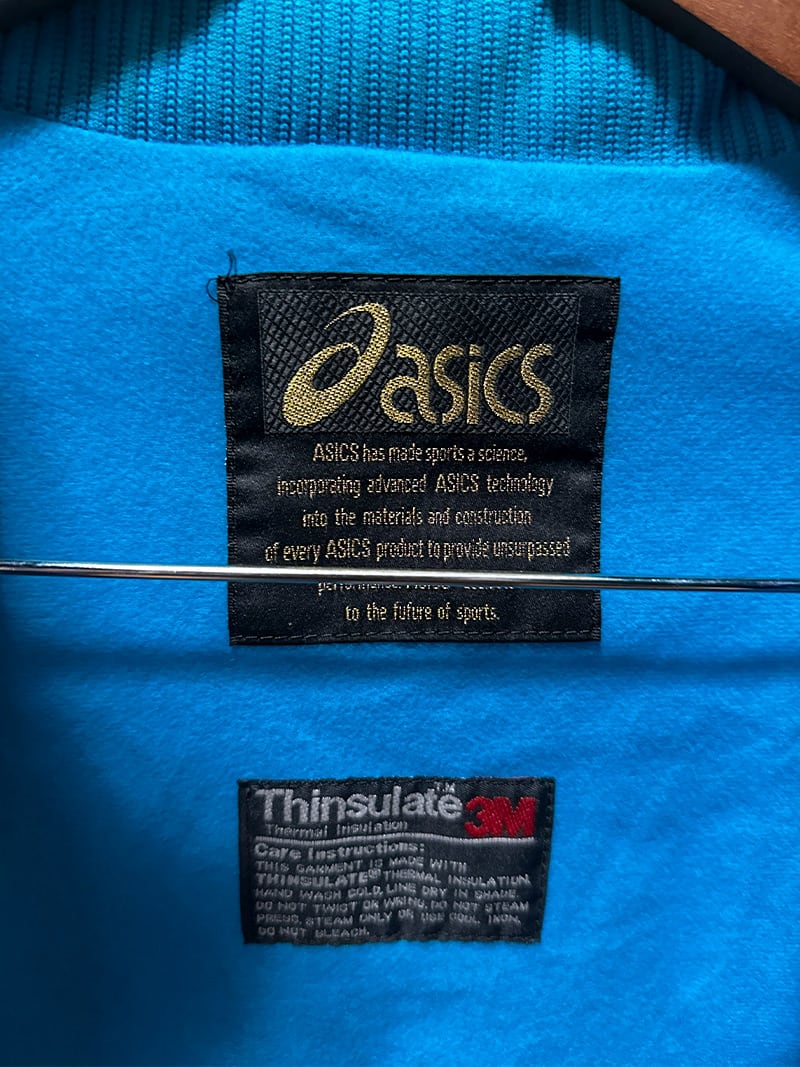 asics
ASICS has made sports a science,
incorporating advanced ASICS technology
into the materials and construction
of every ASICS product to provide unsurpassed
performance.
to the future of sports.
Thinsulate™ 3M
Thermal Insulation
Care Instructions:
THIS GARMENT IS MADE WITH
THINSULATE® THERMAL INSULATION
HAND WASH COLD, LINE DRY IN SHADE.
DO NOT TWIST OR WRING. DO NOT STEAM
PRESS. STEAM ONLY OR USE COOL IRON.
DO NOT BLEACH.